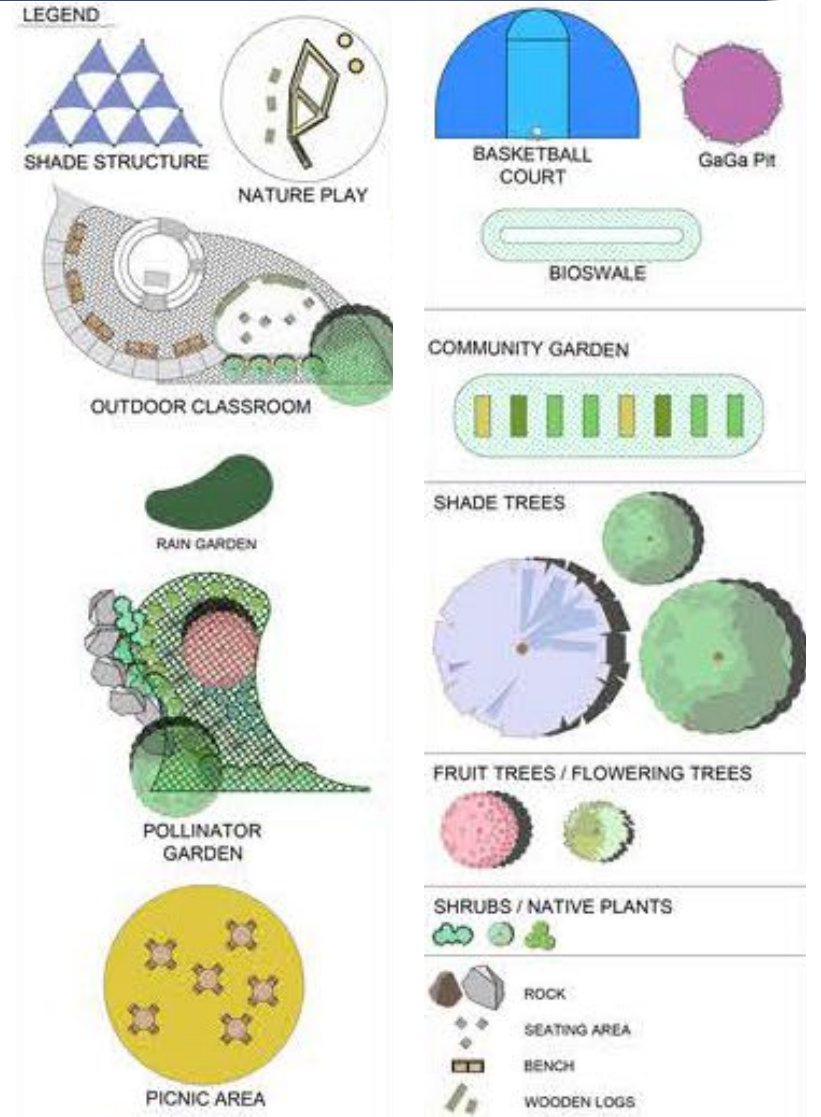 LEGEND
SHADE STRUCTURE
NATURE PLAY
OUTDOOR CLASSROOM
RAIN GARDEN
POLLINATOR
GARDEN
PICNIC AREA
BASKETBALL
COURT
GaGa Pit
BIOSWALE
COMMUNITY GARDEN
SHADE TREES
FRUIT TREES / FLOWERING TREES
SHRUBS / NATIVE PLANTS
ROCK
SEATING AREA
BENCH
WOODEN LOGS